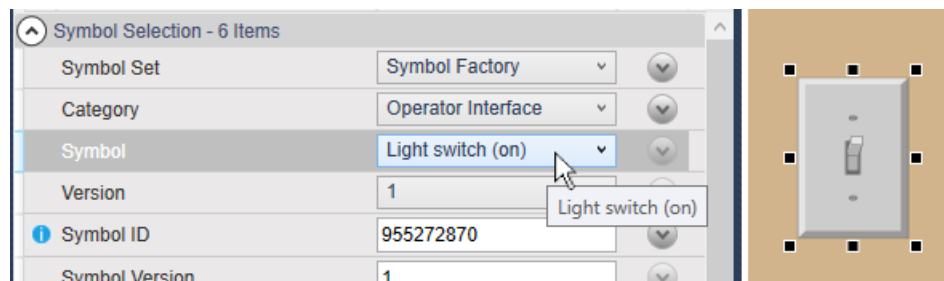 Symbol Selection - 6 Items
Symbol Set Symbol Factory
Category Operator Interface
Symbol Light switch (on)
Version 1
Light switch (on)
Symbol ID 955272870
Symbol Version 1